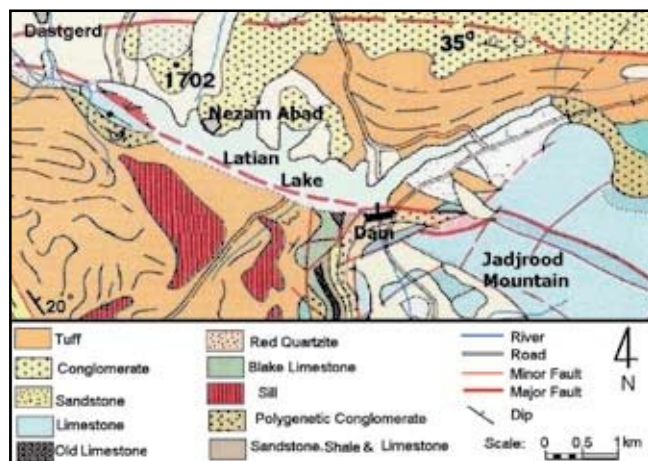 Dastgerd
35°
1702
Nezam Abad
Latian
Lake
Dam
Jadjrood
Mountain
20°
Tuff
Conglomerate
Sandstone
Limestone
Old Limestone
Red Quartzite
Blake Limestone
Sill
Polygenetic Conglomerate
Sandstone.Shale & Limestone
River
Road
Minor Fault
Major Fault
Dip
N
Scale: 0 0.5 1 km